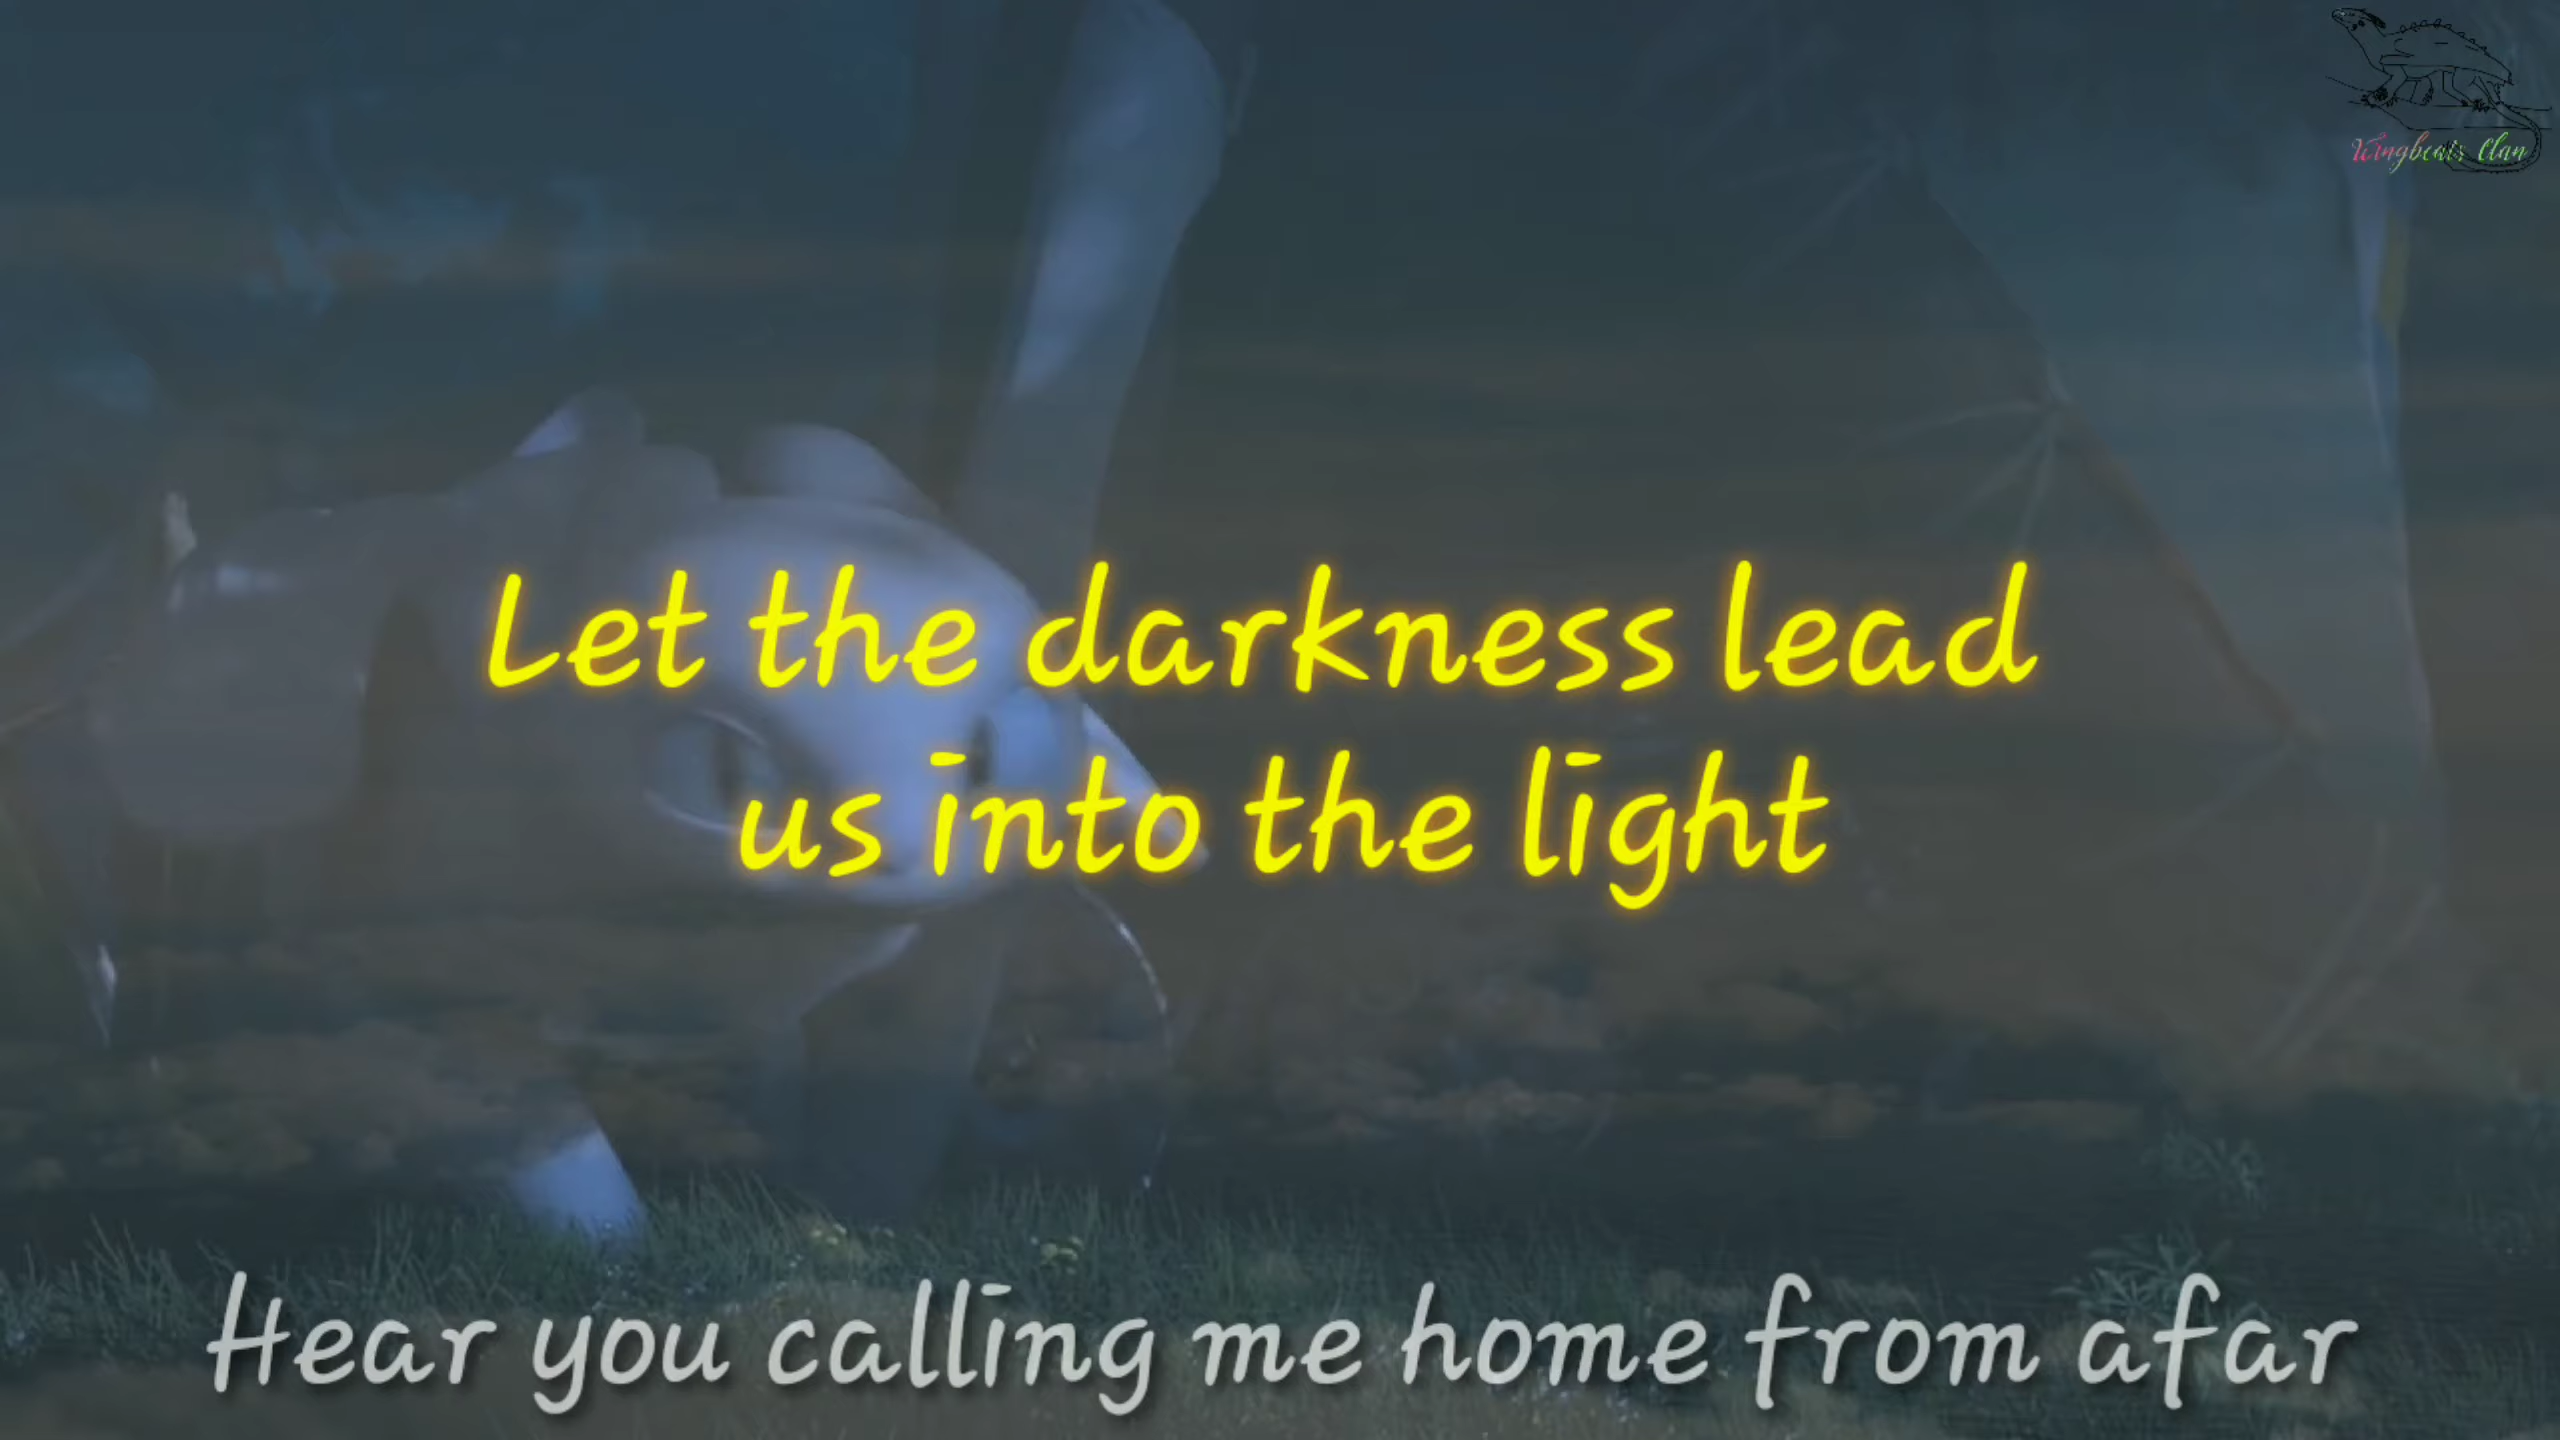 Wingbeats Clan
Let the darkness lead
us into the light
Hear you calling me home from afar